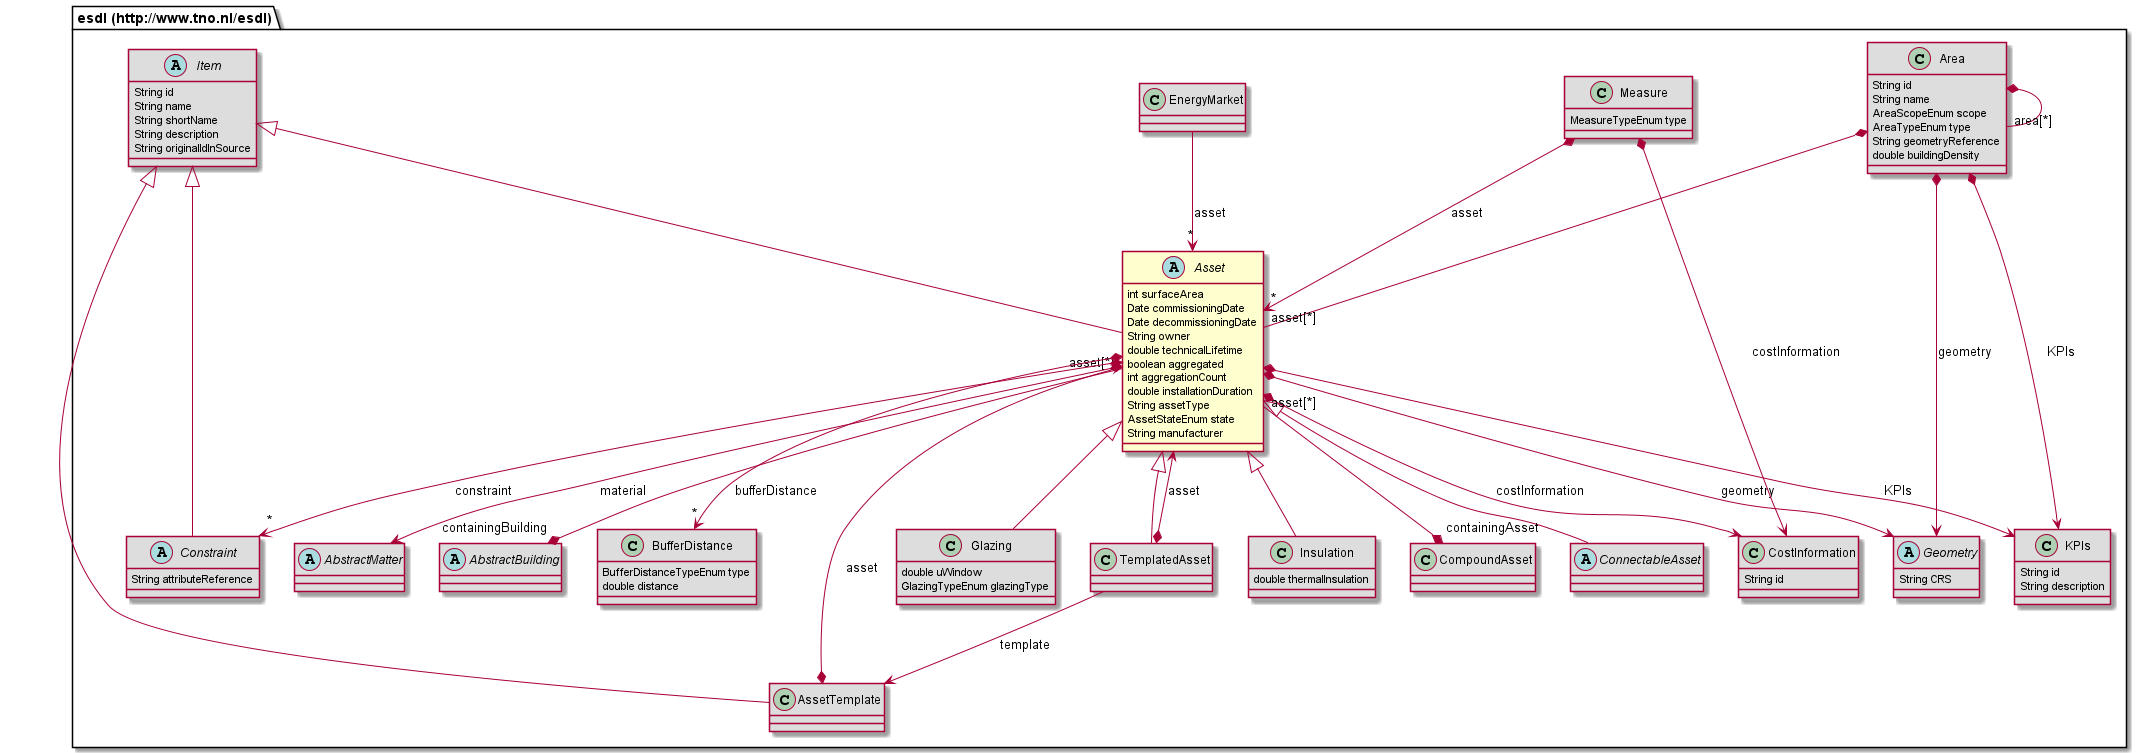 esdl (http://www.tno.nl/esdl)
A Item
String id
String name
String shortName
String description
String originalIdInSource
C EnergyMarket
C Measure
MeasureTypeEnum type
C Area
String id
String name
AreaScopeEnum scope
AreaTypeEnum type
String geometryReference
double buildingDensity
area[*]
asset
*
asset
*
asset[*]
A Asset
int surfaceArea
Date commissioningDate
Date decommissioningDate
String owner
double technicalLifetime
boolean aggregated
int aggregationCount
double installationDuration
String assetType
AssetStateEnum state
String manufacturer
asset[*]
asset[*]
costInformation
geometry
KPIs
constraint
*
material
containingBuilding
bufferDistance
*
asset
costInformation
containingAsset
geometry
KPIs
A Constraint
String attributeReference
A AbstractMatter
A AbstractBuilding
C BufferDistance
BufferDistanceTypeEnum type
double distance
asset
C Glazing
double uWindow
GlazingTypeEnum glazingType
C TemplatedAsset
C Insulation
double thermalInsulation
C CompoundAsset
A ConnectableAsset
C CostInformation
String id
A Geometry
String CRS
C KPIs
String id
String description
template
C AssetTemplate